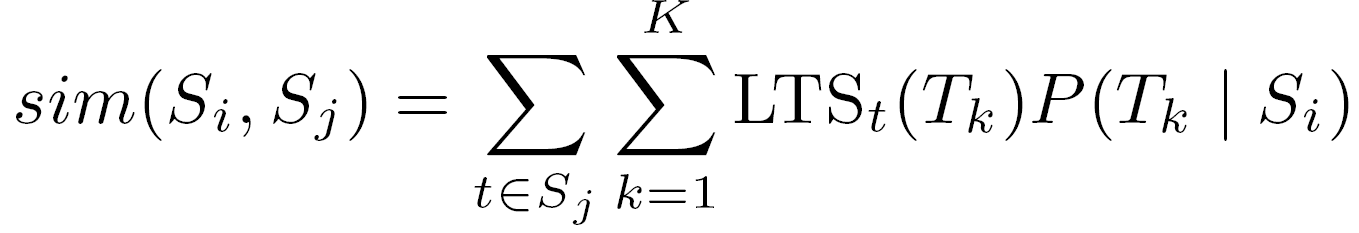 $sim(S_i, S_j) = \sum_{t \in S_j} \sum_{k=1}^{K} \mathrm{LTS}_t(T_k) P(T_k \mid S_i)$